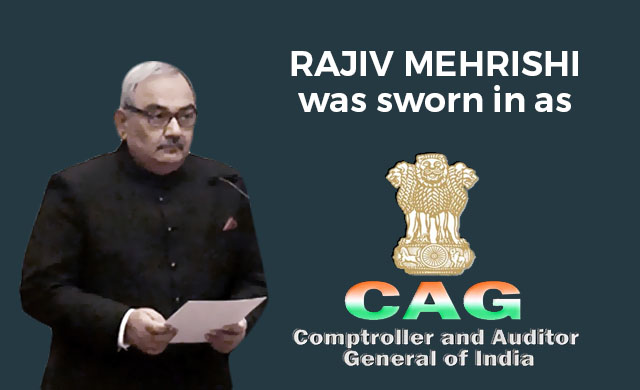 RAJIV MEHRISHI
was sworn in as
CAG
Comptroller and Auditor
General of India